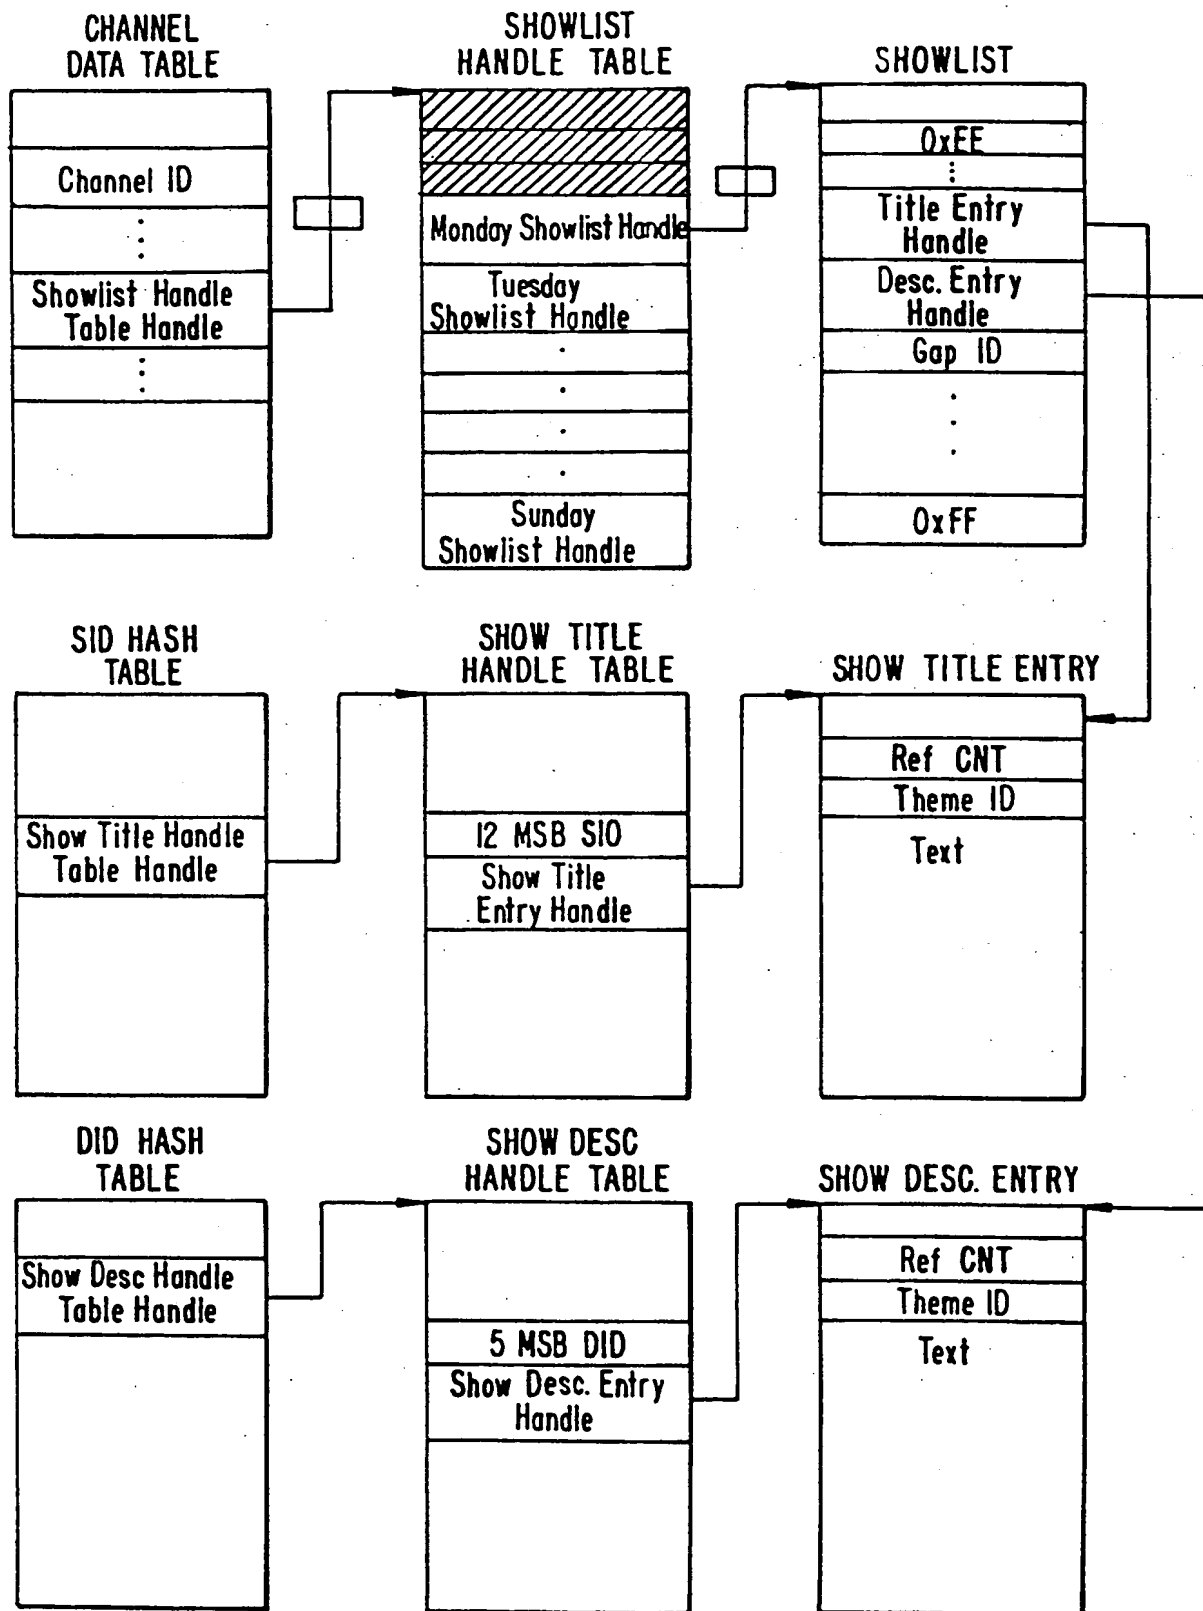 CHANNEL
DATA TABLE
Channel ID
Showlist Handle
Table Handle
SHOWLIST
HANDLE TABLE
Monday Showlist Handle
Tuesday
Showlist Handle
Sunday
Showlist Handle
SHOWLIST
0xEE
Title Entry
Handle
Desc. Entry
Handle
Gap ID
0xFF
SID HASH
TABLE
Show Title Handle
Table Handle
SHOW TITLE
HANDLE TABLE
12 MSB SIO
Show Title
Entry Handle
SHOW TITLE ENTRY
Ref CNT
Theme ID
Text
DID HASH
TABLE
Show Desc Handle
Table Handle
SHOW DESC
HANDLE TABLE
5 MSB DID
Show Desc. Entry
Handle
SHOW DESC. ENTRY
Ref CNT
Theme ID
Text